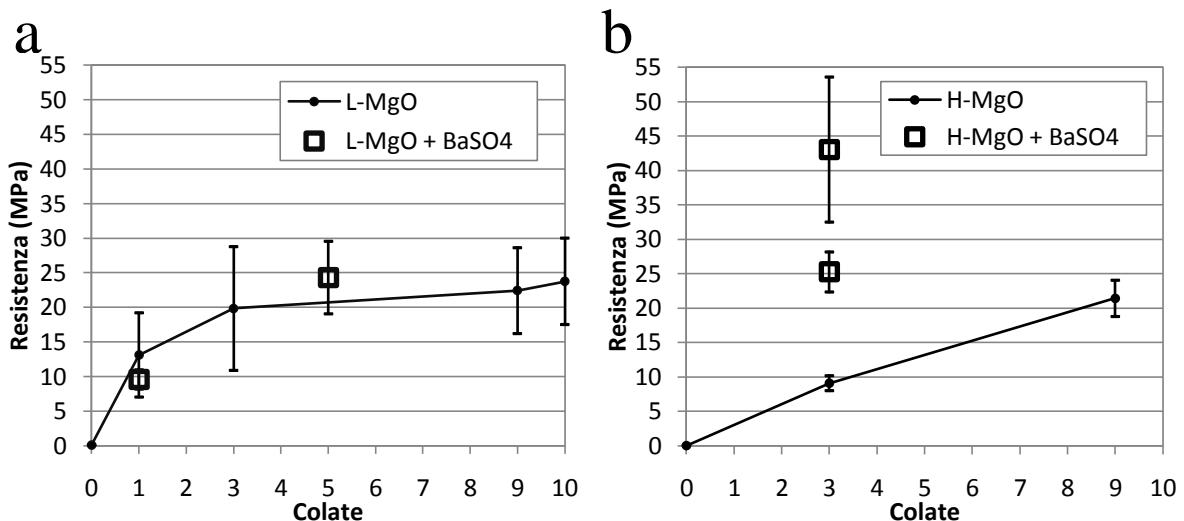 a
55
50
45
40
35
30
25
20
15
10
5
0
Resistenza (MPa)
L-MgO
L-MgO + BaSO4
0 1 2 3 4 5 6 7 8 9 10
Colate
b
55
50
45
40
35
30
25
20
15
10
5
0
Resistenza (MPa)
H-MgO
H-MgO + BaSO4
0 1 2 3 4 5 6 7 8 9 10
Colate